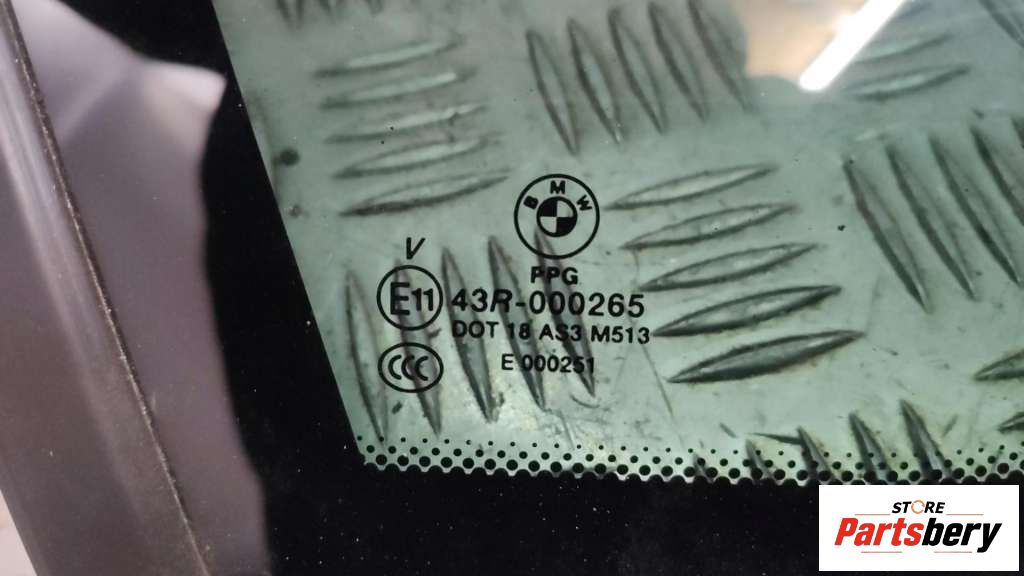 BMW
V
PPG
E11 43R-000265
DOT 18 AS3 M513
CCC E 000251
STORE
Partsbery